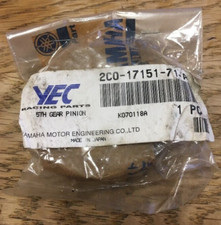 YAMAHA
2C0-17151-71-A
YEC
RACING PARTS
1 PC
5TH GEAR PINION
K070118A
YAMAHA MOTOR ENGINEERING CO.,LTD
MADE IN JAPAN